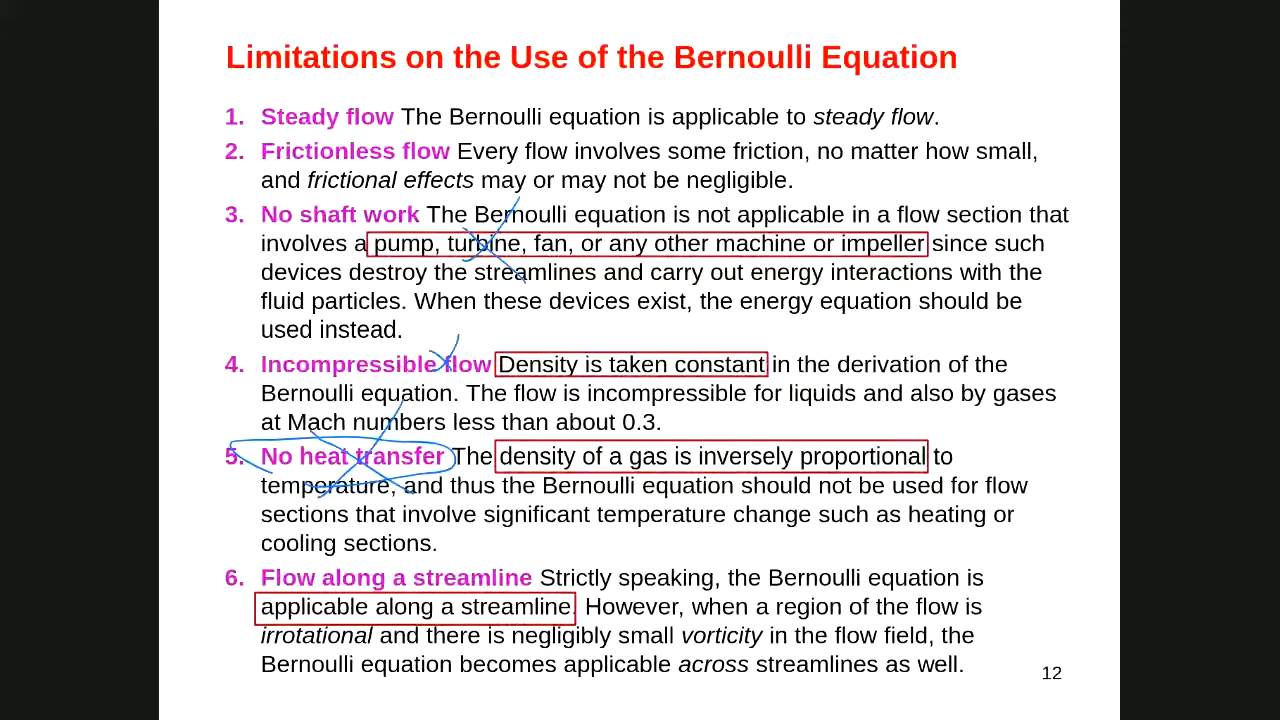 Limitations on the Use of the Bernoulli Equation
1. Steady flow The Bernoulli equation is applicable to steady flow.
2. Frictionless flow Every flow involves some friction, no matter how small,
and frictional effects may or may not be negligible.
3. No shaft work The Bernoulli equation is not applicable in a flow section that
involves a pump, turbine, fan, or any other machine or impeller since such
devices destroy the streamlines and carry out energy interactions with the
fluid particles. When these devices exist, the energy equation should be
used instead.
4. Incompressible flow Density is taken constant in the derivation of the
Bernoulli equation. The flow is incompressible for liquids and also by gases
at Mach numbers less than about 0.3.
5. No heat transfer The density of a gas is inversely proportional to
temperature, and thus the Bernoulli equation should not be used for flow
sections that involve significant temperature change such as heating or
cooling sections.
6. Flow along a streamline Strictly speaking, the Bernoulli equation is
applicable along a streamline. However, when a region of the flow is
irrotational and there is negligibly small vorticity in the flow field, the
Bernoulli equation becomes applicable across streamlines as well.
12